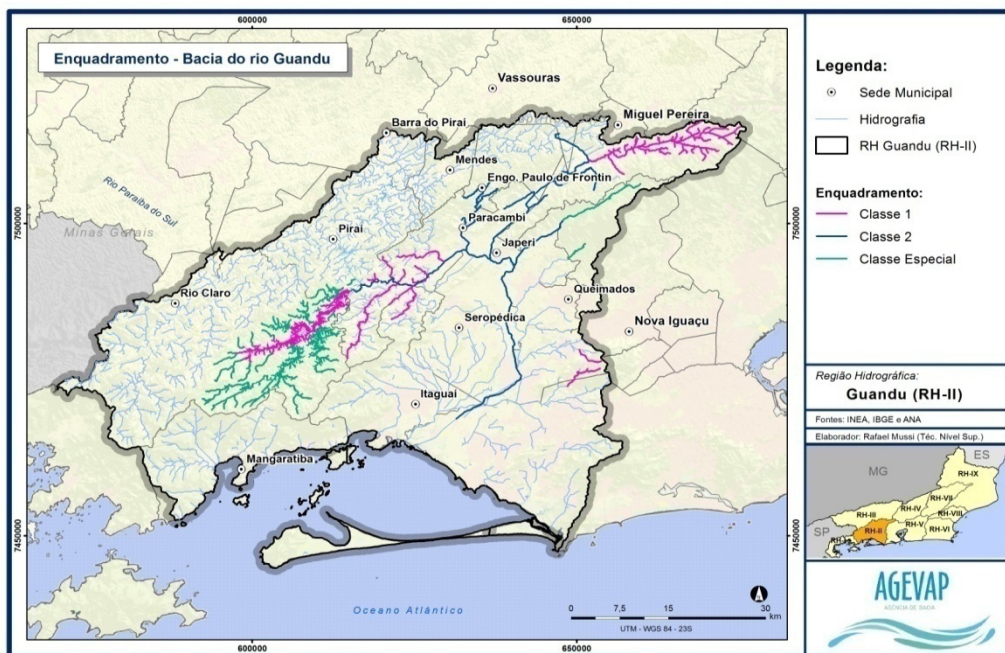 600000
650000
Enquadramento - Bacia do rio Guandu
Vassouras
Miguel Pereira
Barra do Piraí
Mendes
Engo. Paulo de Frontin
Rio Paraíba do Sul
7500000
7500000
Minas Gerais
Paracambi
Piraí
Japeri
Rio Claro
Queimados
Seropédica
Nova Iguaçu
Itaguaí
Mangaratiba
7450000
7450000
Oceano Atlântico
0 7,5 15 30
km
UTM - WGS 84 - 23S
600000
650000
Legenda:
Sede Municipal
Hidrografia
RH Guandu (RH-II)
Enquadramento:
Classe 1
Classe 2
Classe Especial
Região Hidrográfica:
Guandu (RH-II)
Fontes: INEA, IBGE e ANA
Elaborador: Rafael Mussi (Téc. Nível Sup.)
ES
MG
RH-IX
RH-VII
RH-III
RH-IV
RH-VIII
SP
RH-II
RH-V
RH-VI
AGEVAP
AGÊNCIA DE BACIA